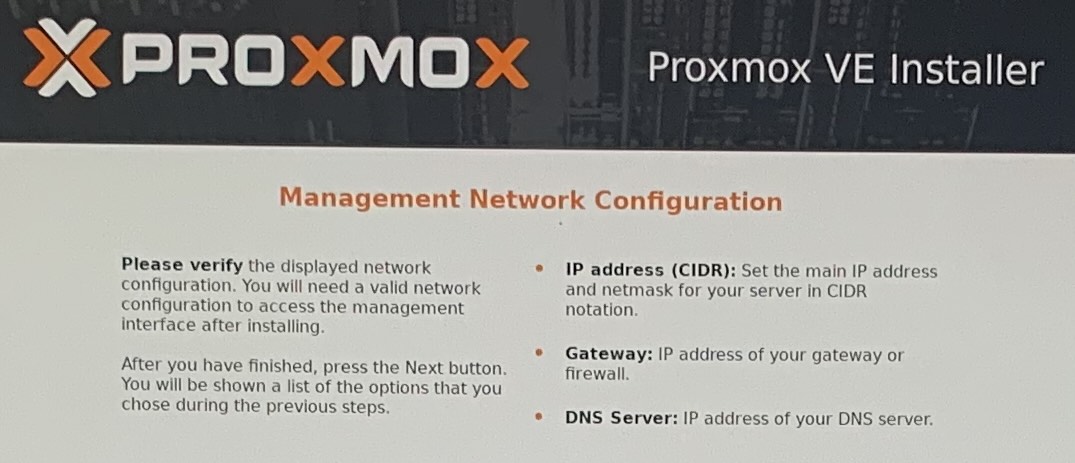 PROXMOX
Proxmox VE Installer
Management Network Configuration
Please verify the displayed network
configuration. You will need a valid network
configuration to access the management
interface after installing.
After you have finished, press the Next button.
You will be shown a list of the options that you
chose during the previous steps.
• IP address (CIDR): Set the main IP address
and netmask for your server in CIDR
notation.
• Gateway: IP address of your gateway or
firewall.
• DNS Server: IP address of your DNS server.